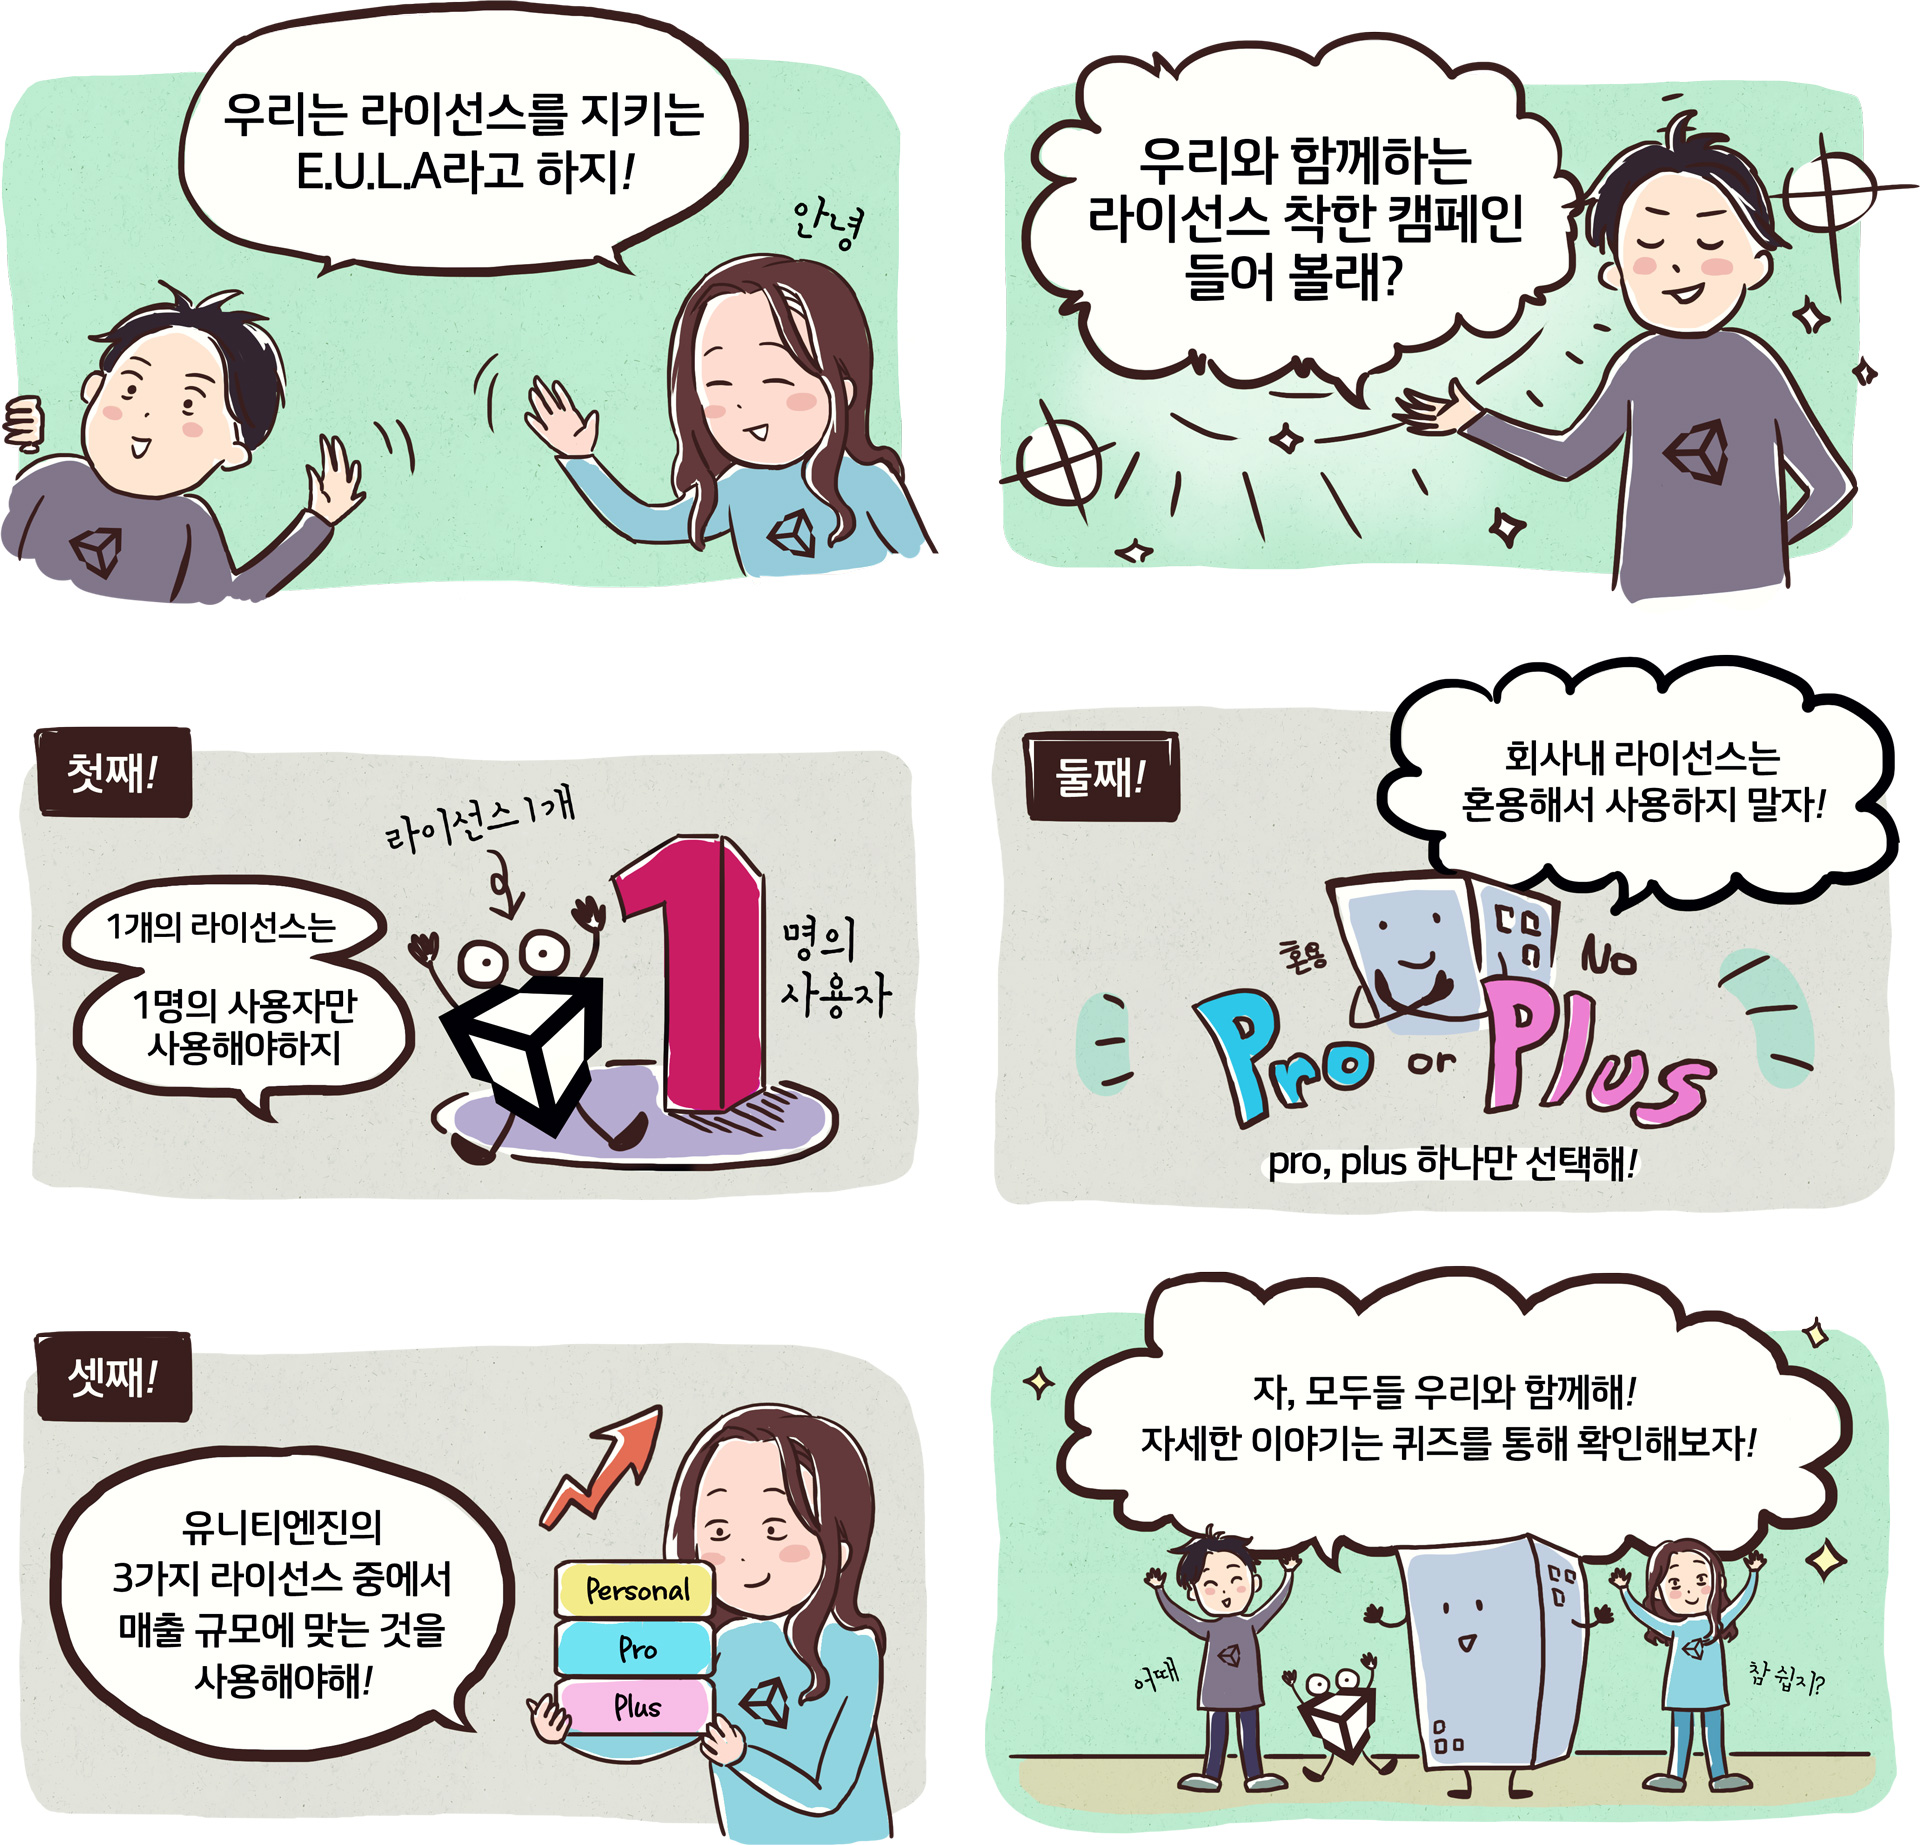 우리는 라이선스를 지키는
E.U.L.A라고 하지!
안녕
우리와 함께하는
라이선스 착한 캠페인
들어 볼래?
첫째!
라이선스 1개
1개의 라이선스는
1명의 사용자만
사용해야하지
1
명의
사용자
둘째!
회사내 라이선스는
혼용해서 사용하지 말자!
혼용
No
Pro or Plus
pro, plus 하나만 선택해!
셋째!
유니티엔진의
3가지 라이선스 중에서
매출 규모에 맞는 것을
사용해야해!
Personal
Pro
Plus
자, 모두들 우리와 함께해!
자세한 이야기는 퀴즈를 통해 확인해보자!
어때
참 쉽지?